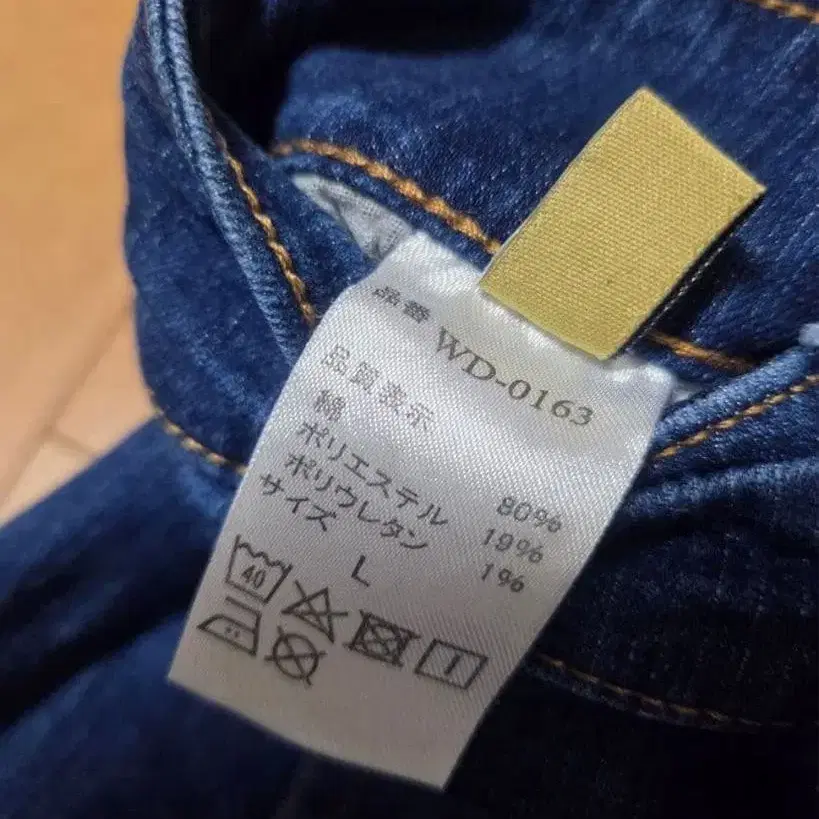 品番 WD-0163
品質表示
綿 80%
ポリエステル 19%
ポリウレタン 1%
サイズ L
40